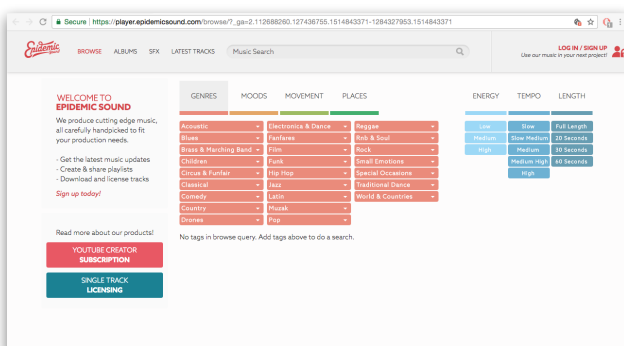 Secure | https://player.epidemicsound.com/browse/?_ga=2.112688260.127436755.1514843371-1284327953.1514843371
Epidemic
BROWSE ALBUMS SFX LATEST TRACKS Music Search
LOG IN / SIGN UP
Use our music in your next project!
WELCOME TO
EPIDEMIC SOUND
We produce cutting edge music,
all carefully handpicked to fit
your production needs.
- Get the latest music updates
- Create & share playlists
- Download and license tracks
Sign up today!
Read more about our products!
YOUTUBE CREATOR
SUBSCRIPTION
SINGLE TRACK
LICENSING
GENRES MOODS MOVEMENT PLACES
Acoustic Electronics & Dance Reggae
Blues Fanfares Rnb & Soul
Brass & Marching Band Film Rock
Children Funk Small Emotions
Circus & Funfair Hip Hop Special Occasions
Classical Jazz Traditional Dance
Comedy Latin World & Countries
Country Muzak
Drones Pop
No tags in browse query. Add tags above to do a search.
ENERGY TEMPO LENGTH
Low Slow Full Length
Medium Slow Medium 20 Seconds
High Medium 30 Seconds
Medium High 60 Seconds
High